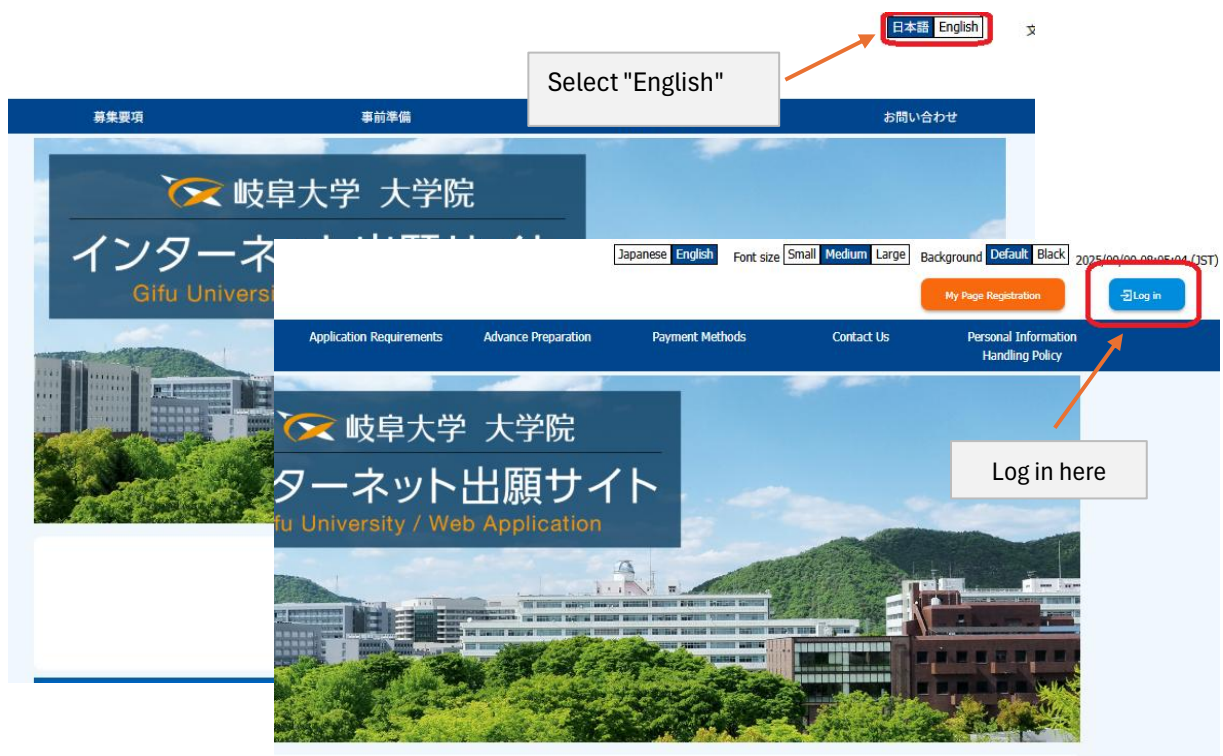 日本語 English
Select "English"
募集要項 事前準備 お問い合わせ
岐阜大学 大学院
インターネ
Gifu Universi
Japanese English Font size Small Medium Large Background Default Black
My Page Registration Log in
Application Requirements Advance Preparation Payment Methods Contact Us Personal Information
Handling Policy
岐阜大学 大学院
ターネット出願サイト
fu University / Web Application
Log in here